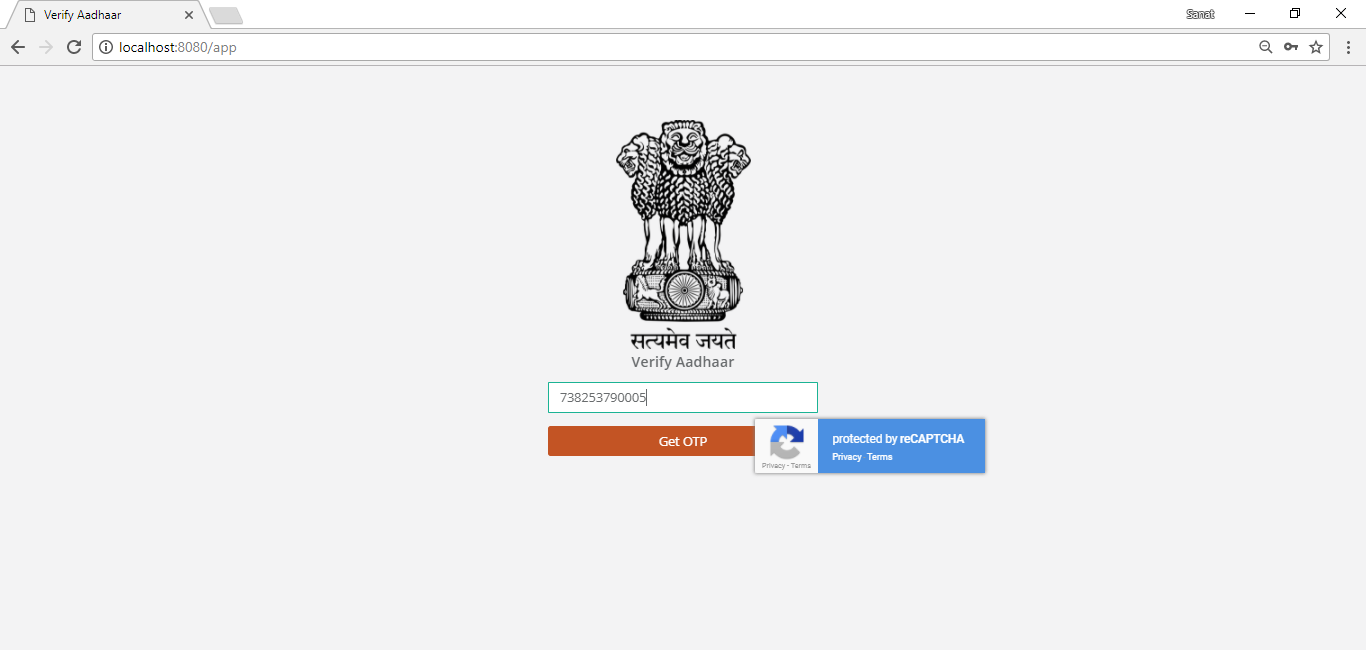 Verify Aadhaar
Sanat
localhost:8080/app
सत्यमेव जयते
Verify Aadhaar
738253790005
Get OTP
protected by reCAPTCHA
Privacy - Terms
Privacy Terms